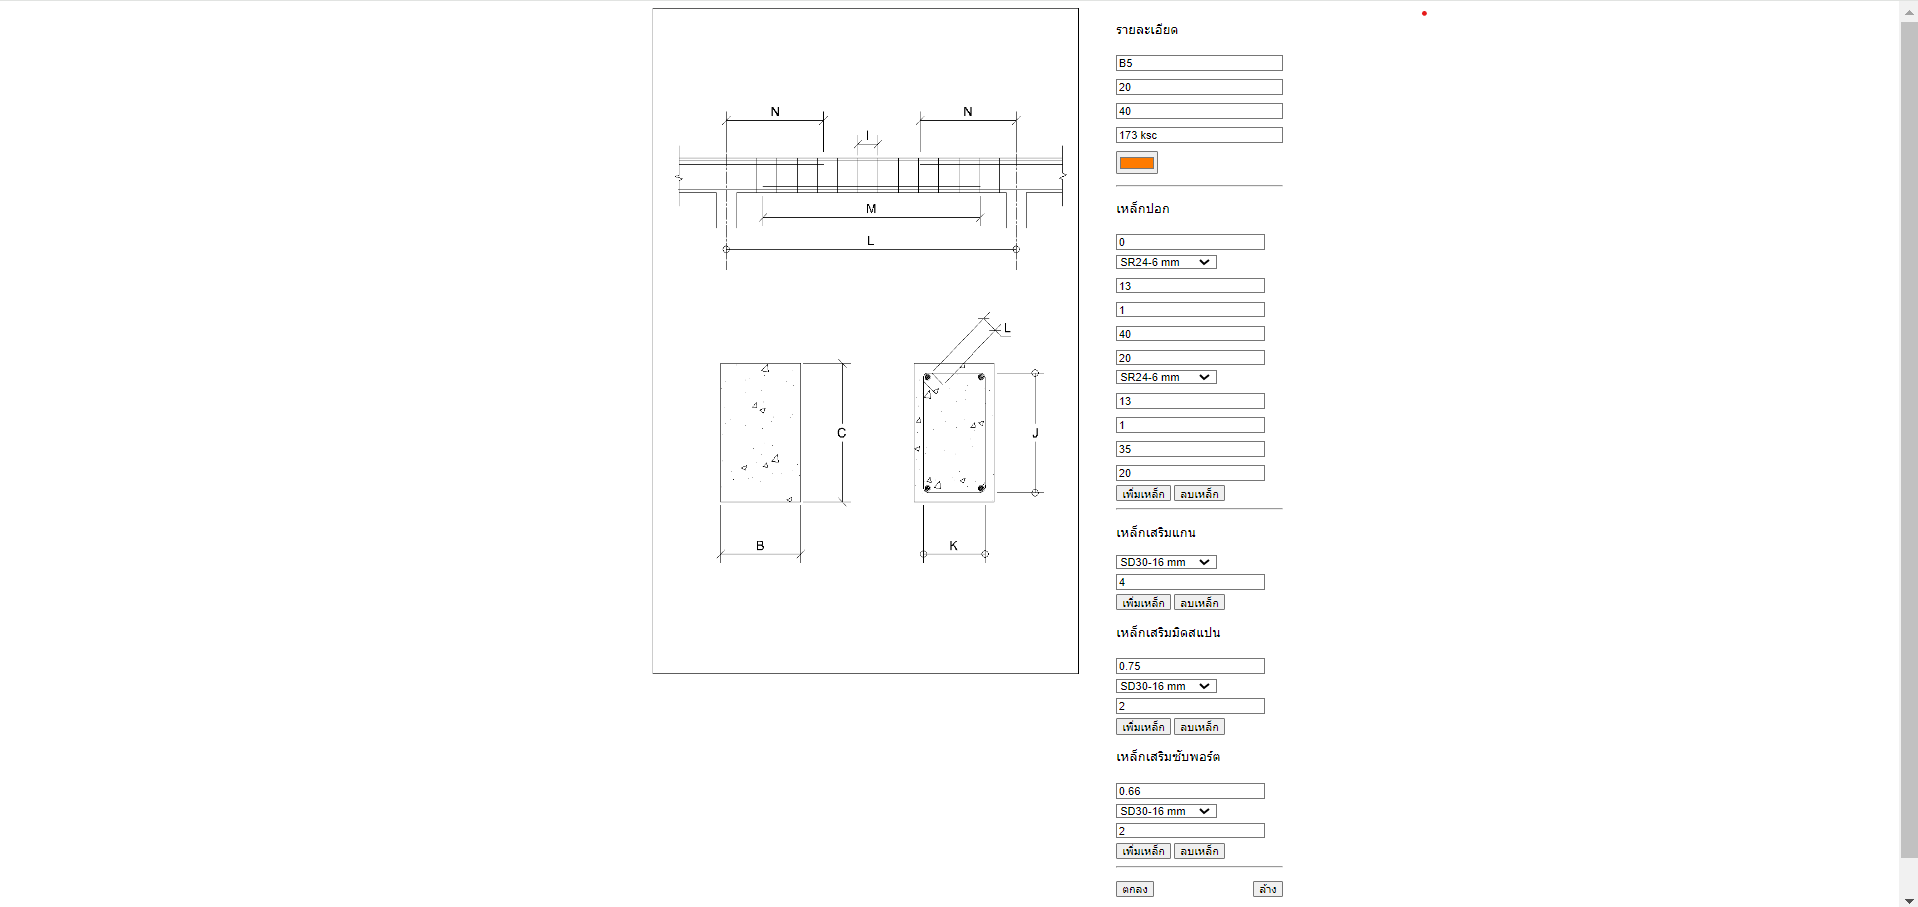 N
N
I
M
L
L
C
J
B
K
รายละเอียด
B5
20
40
173 ksc
เหล็กปลอก
0
SR24-6 mm
13
1
40
20
SR24-6 mm
13
1
35
20
เพิ่มเหล็ก ลบเหล็ก
เหล็กเสริมแกน
SD30-16 mm
4
เพิ่มเหล็ก ลบเหล็ก
เหล็กเสริมมิดสแปน
0.75
SD30-16 mm
2
เพิ่มเหล็ก ลบเหล็ก
เหล็กเสริมซับพอร์ต
0.66
SD30-16 mm
2
เพิ่มเหล็ก ลบเหล็ก
ตกลง ล้าง